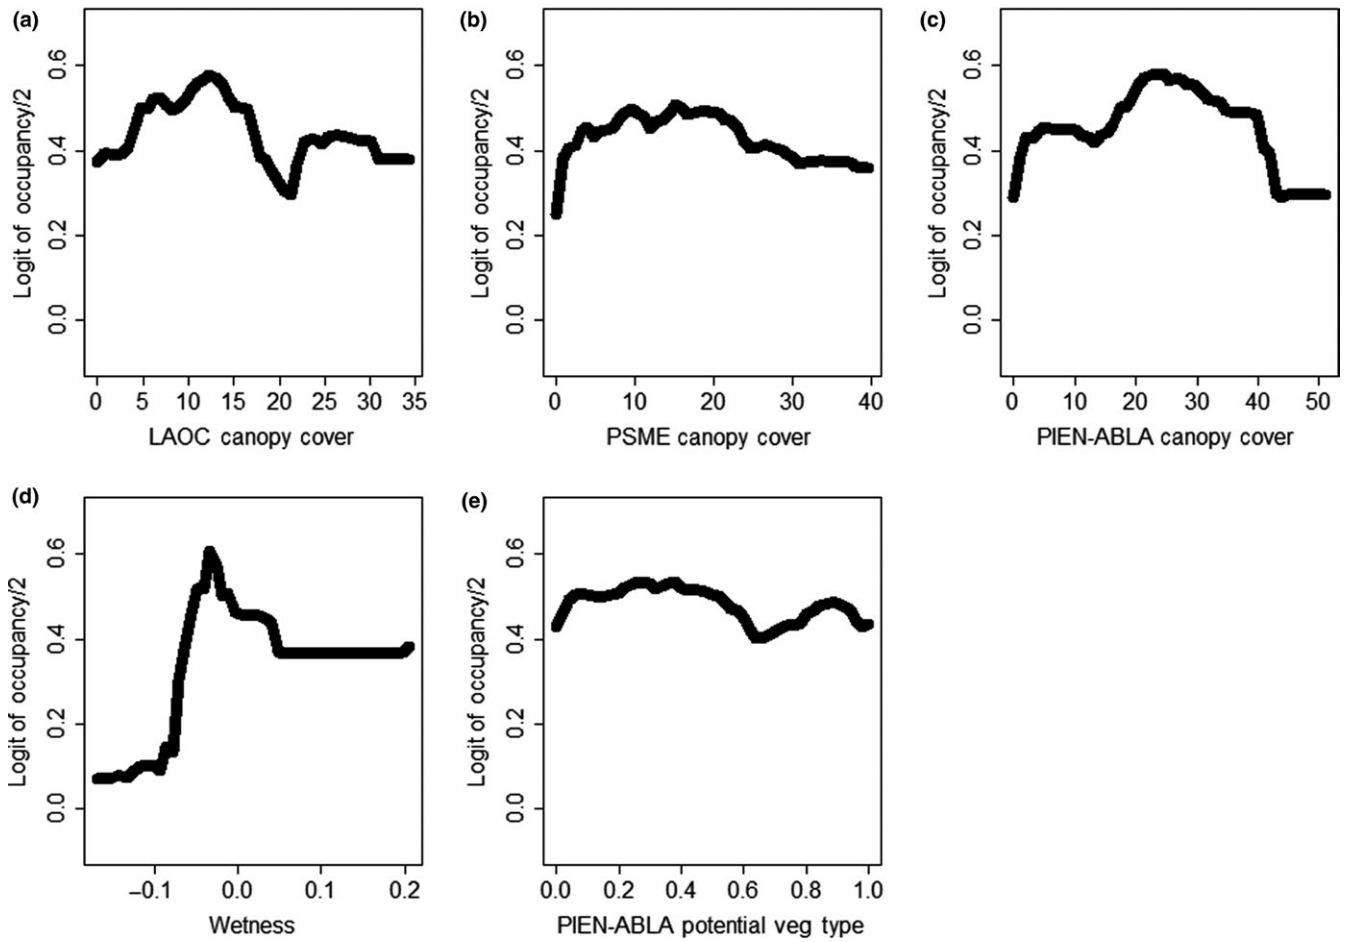 (a)
Logit of occupancy/2
0.6
0.4
0.2
0.0
0 5 10 15 20 25 30 35
LAOC canopy cover
(b)
Logit of occupancy/2
0.6
0.4
0.2
0.0
0 10 20 30 40
PSME canopy cover
(c)
Logit of occupancy/2
0.6
0.4
0.2
0.0
0 10 20 30 40 50
PIEN-ABLA canopy cover
(d)
Logit of occupancy/2
0.6
0.4
0.2
0.0
−0.1 0.0 0.1 0.2
Wetness
(e)
Logit of occupancy/2
0.6
0.4
0.2
0.0
0.0 0.2 0.4 0.6 0.8 1.0
PIEN-ABLA potential veg type